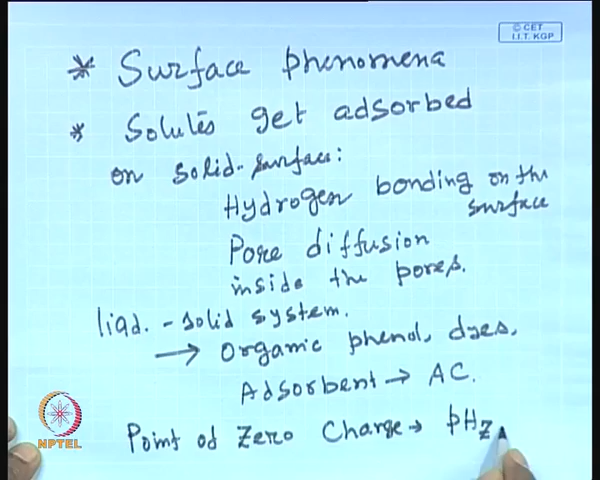 © CET
I.I.T. KGP
* Surface phenomena
* Solutes get adsorbed
on solid-surface:
Hydrogen bonding on the
surface
Pore diffusion
inside the pores.
liqd. - solid system.
→ Organic phenol, dyes,
Adsorbent → AC.
Point of Zero Charge → pHz
NPTEL